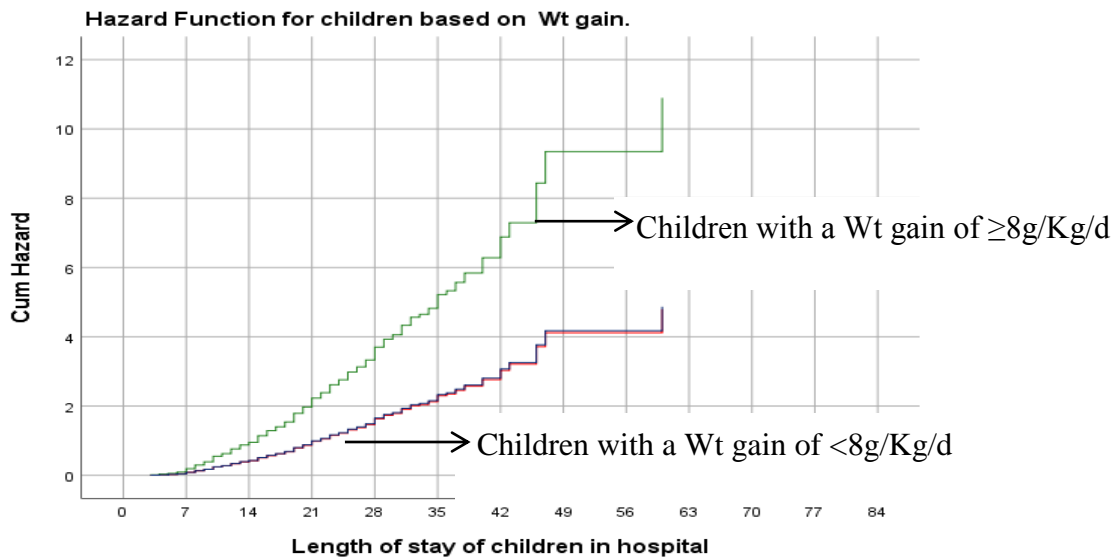 Hazard Function for children based on Wt gain.
12
10
8
6
4
2
0
Cum Hazard
Children with a Wt gain of ≥8g/Kg/d
Children with a Wt gain of <8g/Kg/d
0 7 14 21 28 35 42 49 56 63 70 77 84
Length of stay of children in hospital